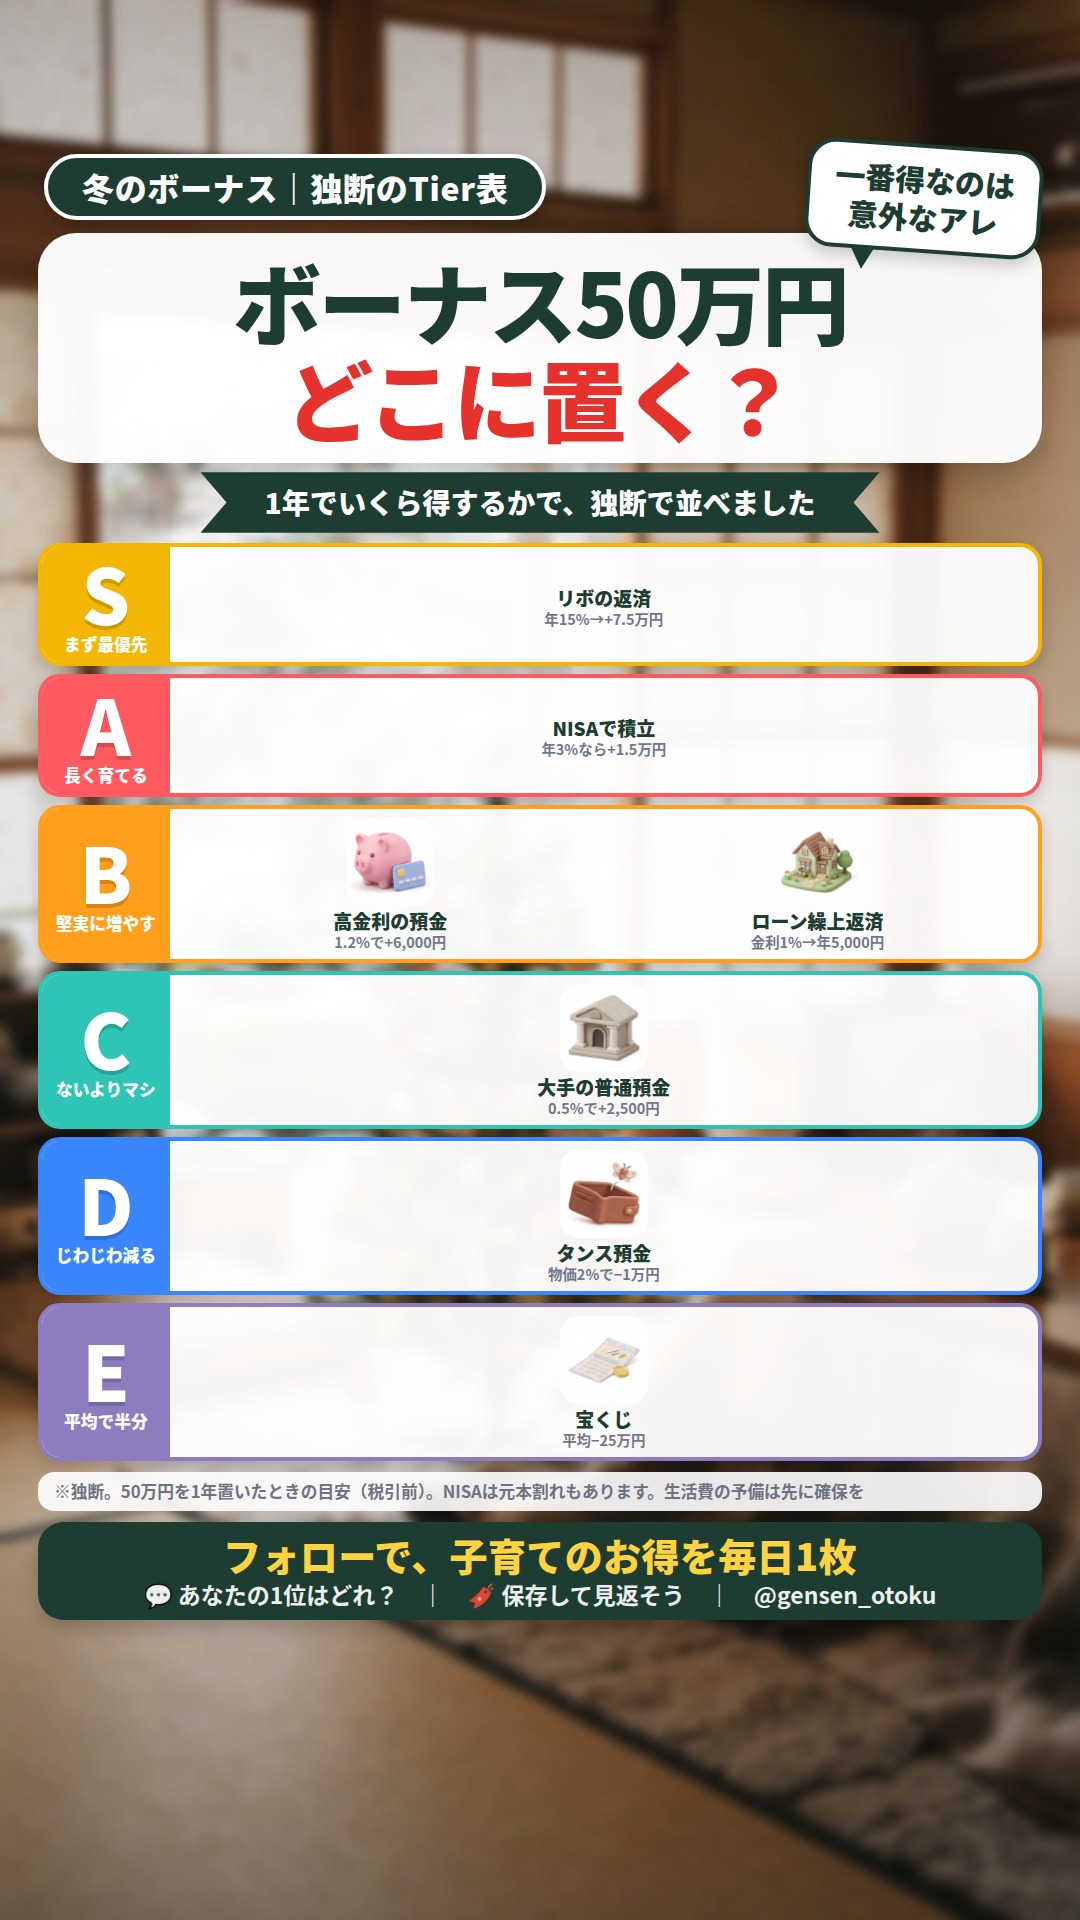 冬のボーナス｜独断のTier表
一番得なのは
意外なアレ
ボーナス50万円
どこに置く？
1年でいくら得するかで、独断で並べました
S
まず最優先
リボの返済
年15%→+7.5万円
A
長く育てる
NISAで積立
年3%なら+1.5万円
B
堅実に増やす
高金利の預金
1.2%で+6,000円
ローン繰上返済
金利1%→年5,000円
C
ないよりマシ
大手の普通預金
0.5%で+2,500円
D
じわじわ減る
タンス預金
物価2%で−1万円
E
平均で半分
宝くじ
平均−25万円
※独断。50万円を1年置いたときの目安（税引前）。NISAは元本割れもあります。生活費の予備は先に確保を
フォローで、子育てのお得を毎日1枚
💬 あなたの1位はどれ？ ｜ 🔖 保存して見返そう ｜ @gensen_otoku